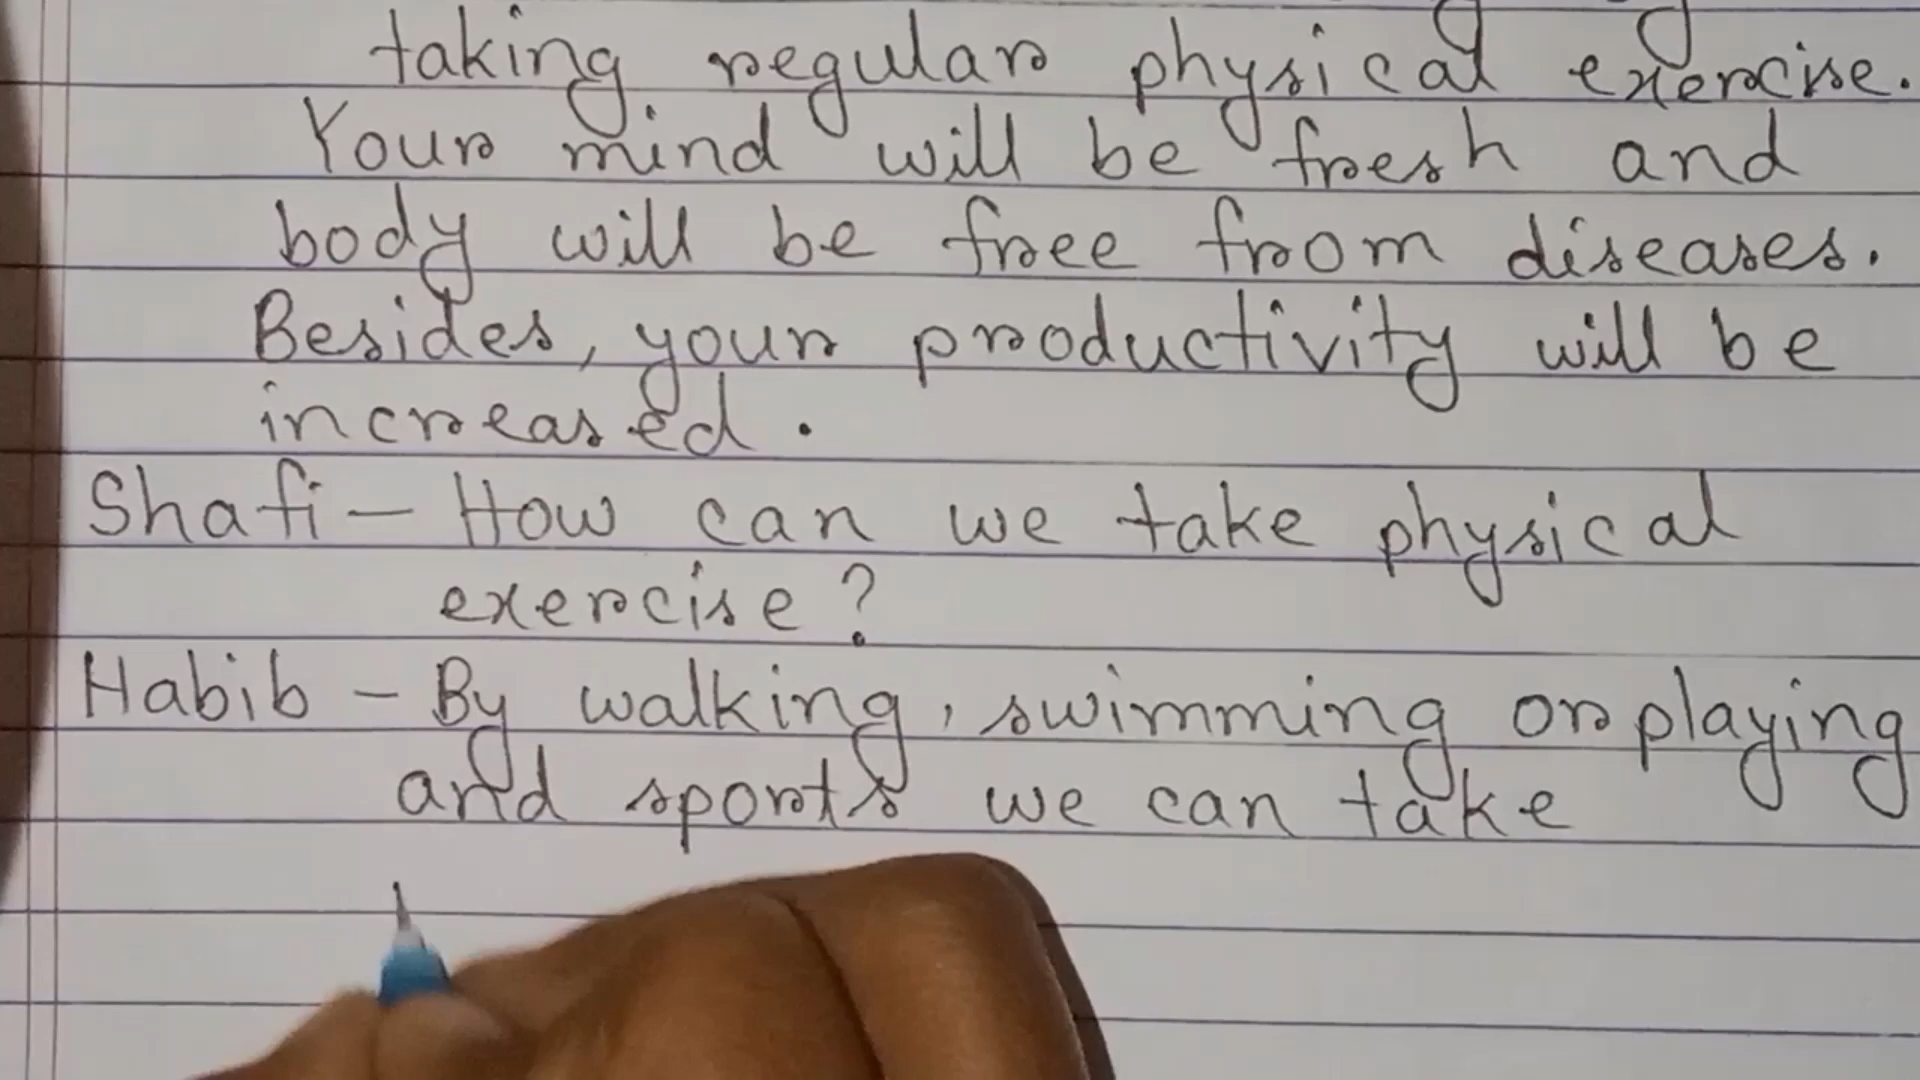 taking regular physical exercise.
Your mind will be fresh and
body will be free from diseases.
Besides, your productivity will be
increased.
Shafi - How can we take physical
exercise?
Habib - By walking, swimming or playing
and sports we can take